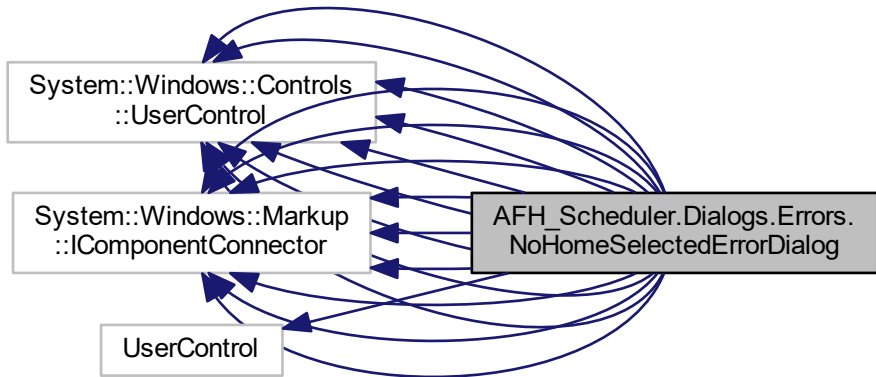 System::Windows::Controls
::UserControl
System::Windows::Markup
::IComponentConnector
AFH_Scheduler.Dialogs.Errors.
NoHomeSelectedErrorDialog
UserControl